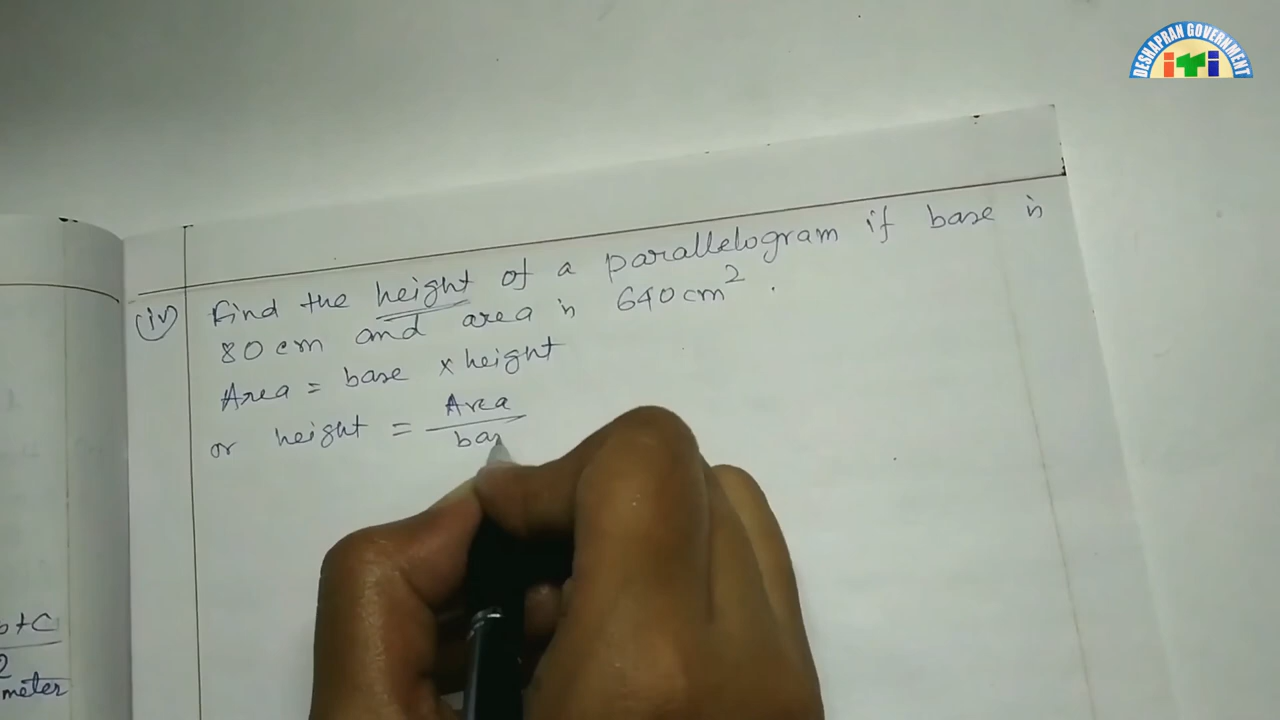 DESHAPRAN GOVERNMENT
iTi
(iv) Find the height of a parallelogram if base is
80 cm and area is 640 cm².
Area = base × height
or height = Area
bas
b+C
2
meter